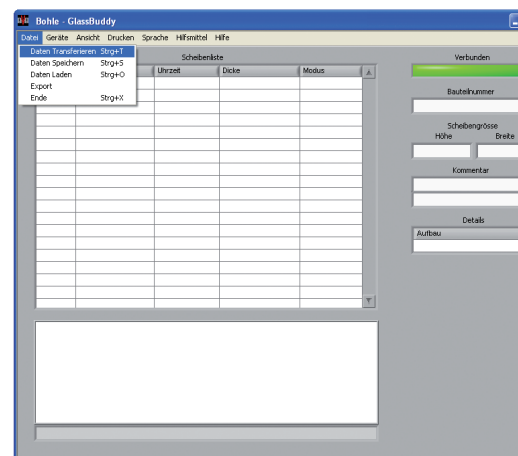 Bohle - GlassBuddy
Datei Geräte Ansicht Drucken Sprache Hilfsmittel Hilfe
Daten Transferieren Strg+T
Daten Speichern Strg+S
Daten Laden Strg+O
Export
Ende Strg+X
Scheibenliste
Uhrzeit Dicke Modus
Verbunden
Bauteilnummer
Scheibengrösse
Höhe Breite
Kommentar
Details
Aufbau